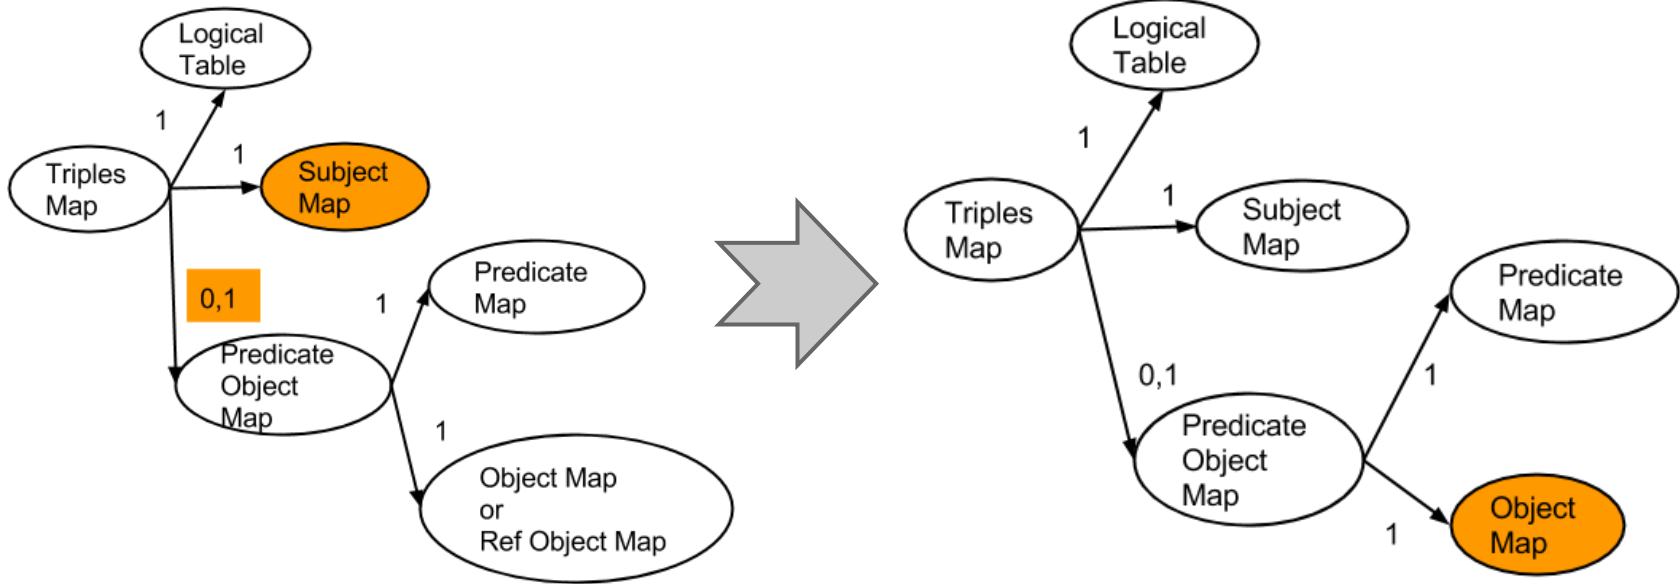 Logical
Table
1
1
Triples
Map
Subject
Map
0,1
Predicate
Object
Map
1
Predicate
Map
1
Object Map
or
Ref Object Map
Logical
Table
1
1
Triples
Map
Subject
Map
0,1
Predicate
Object
Map
1
Predicate
Map
1
Object
Map